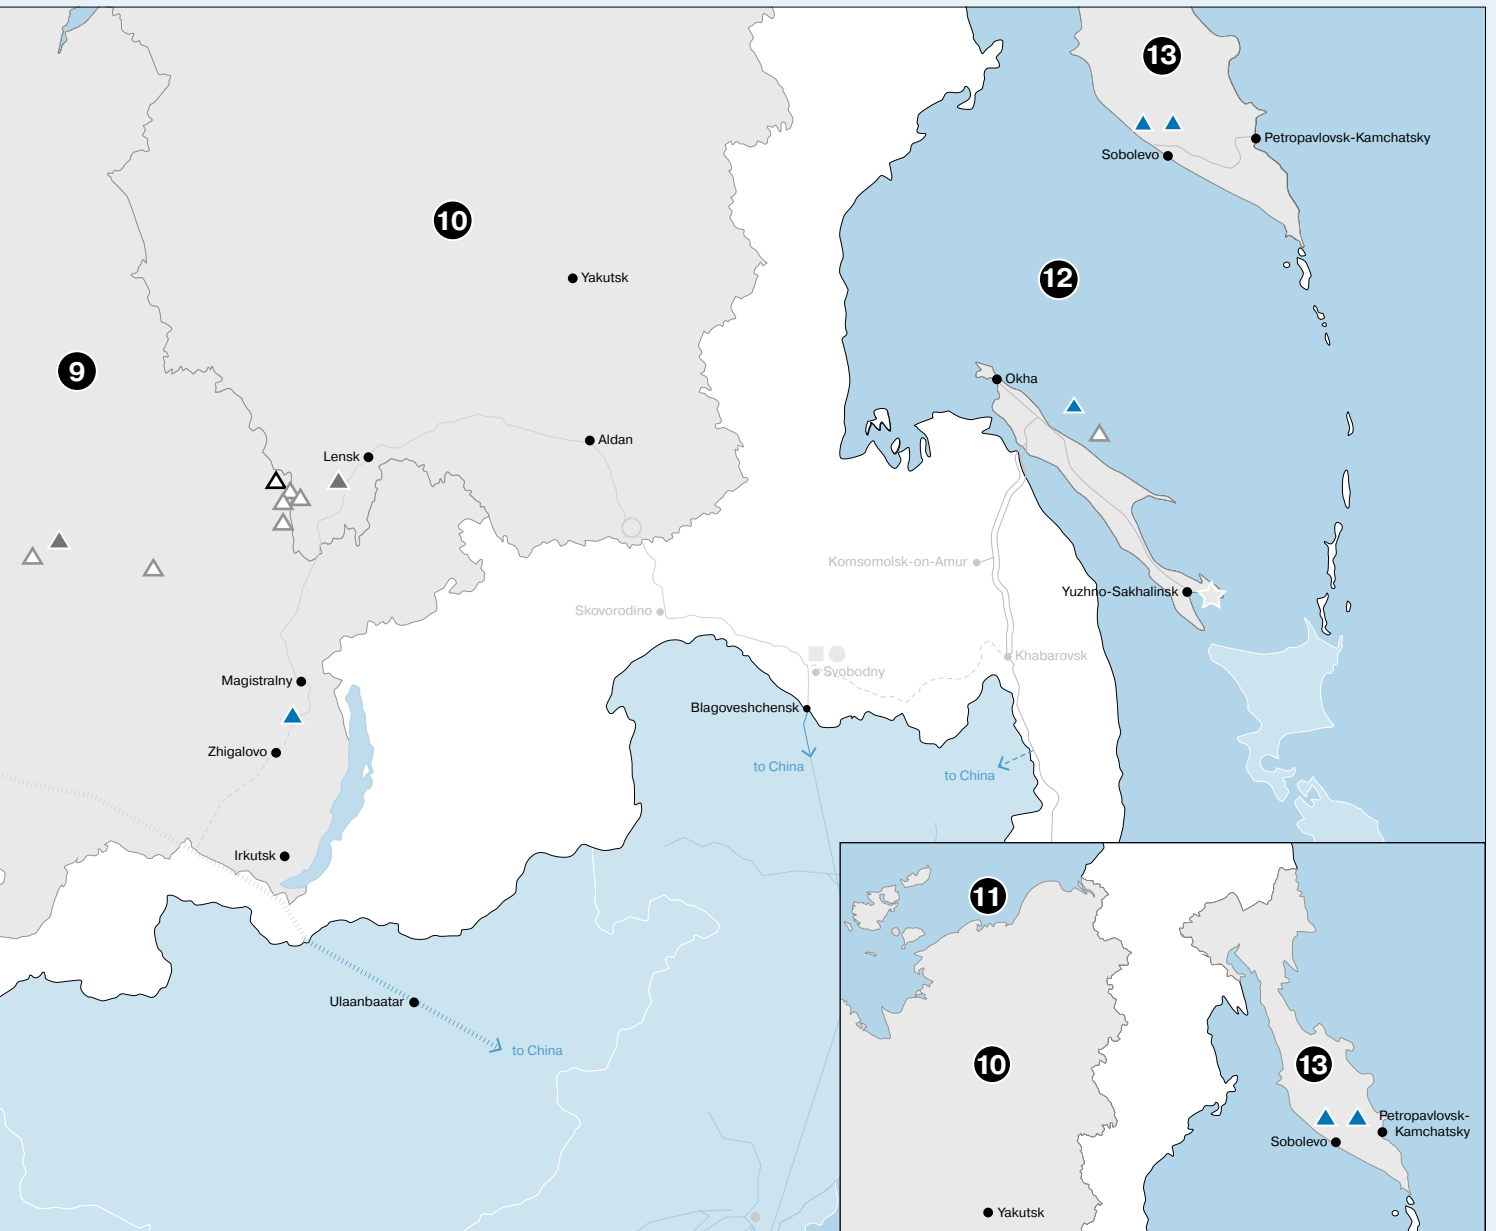 13
Petropavlovsk-Kamchatsky
Sobolevo
10
Yakutsk
12
9
Okha
Aldan
Lensk
Komsomolsk-on-Amur
Yuzhno-Sakhalinsk
Skovorodino
Khabarovsk
Svobodny
Magistralny
Blagoveshchensk
Zhigalovo
to China
to China
Irkutsk
11
Ulaanbaatar
to China
10
13
Petropavlovsk-
Kamchatsky
Sobolevo
Yakutsk